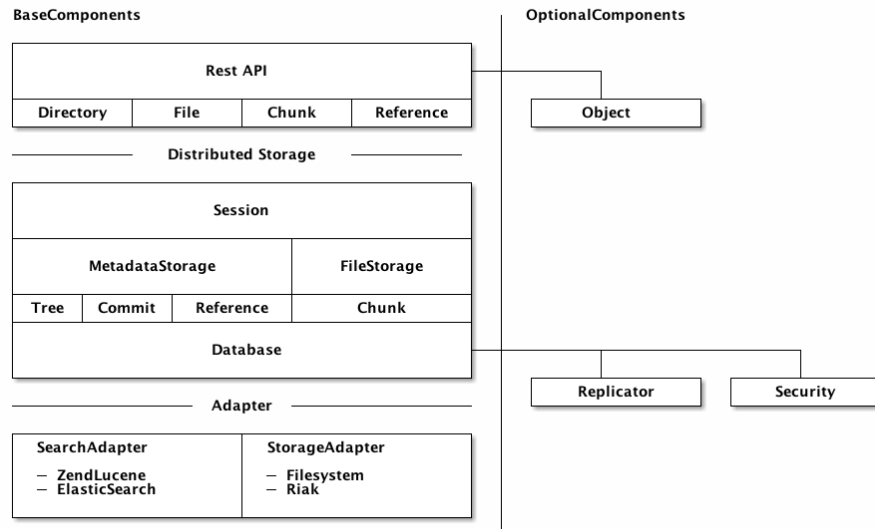 BaseComponents
OptionalComponents
Rest API
Directory
File
Chunk
Reference
Object
Distributed Storage
Session
MetadataStorage
FileStorage
Tree
Commit
Reference
Chunk
Database
Replicator
Security
Adapter
SearchAdapter
— ZendLucene
— ElasticSearch
StorageAdapter
— Filesystem
— Riak